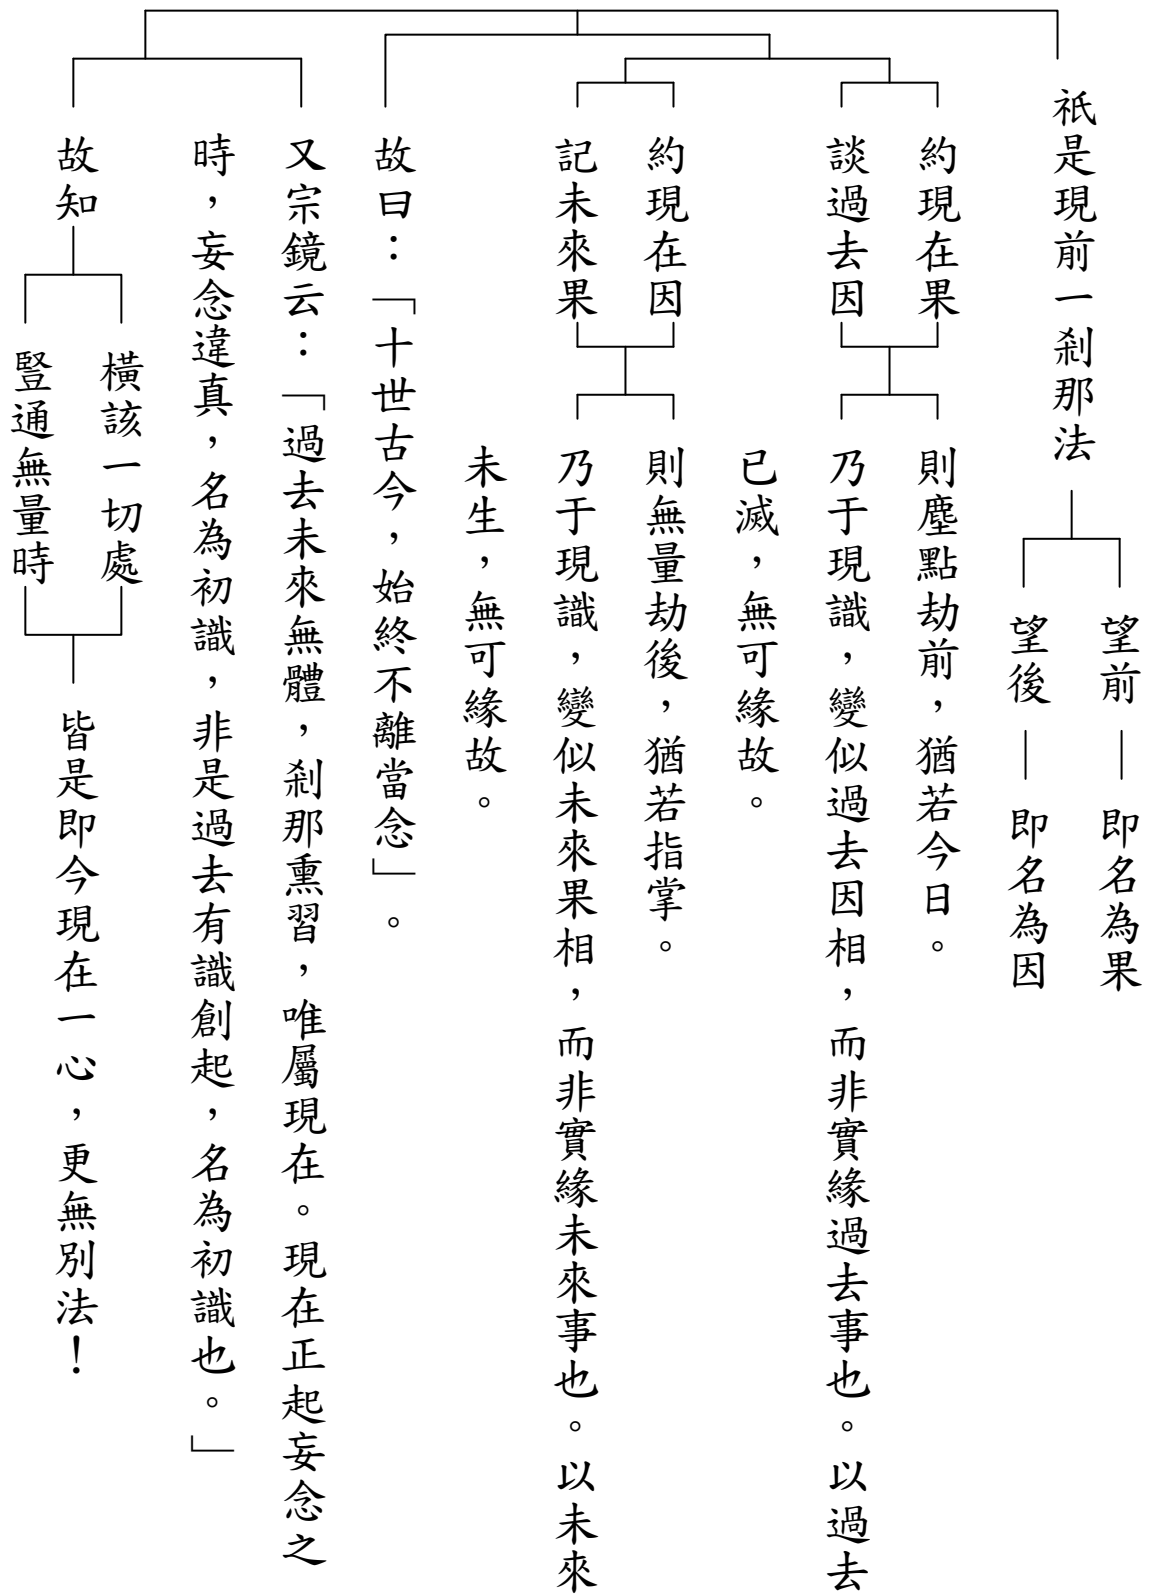 祇是現前一剎那法
望前
即名為果
望後
即名為因
約現在果
談過去因
則塵點劫前，猶若今日。
乃于現識，變似過去因相，而非實緣過去事也。以過去
已滅，無可緣故。
約現在因
記未來果
則無量劫後，猶若指掌。
乃于現識，變似未來果相，而非實緣未來事也。以未來
未生，無可緣故。
故曰：「十世古今，始終不離當念」。
又宗鏡云：「過去未來無體，剎那熏習，唯屬現在。現在正起妄念之
時，妄念違真，名為初識，非是過去有識創起，名為初識也。」
故知
橫該一切處
豎通無量時
皆是即今現在一心，更無別法！